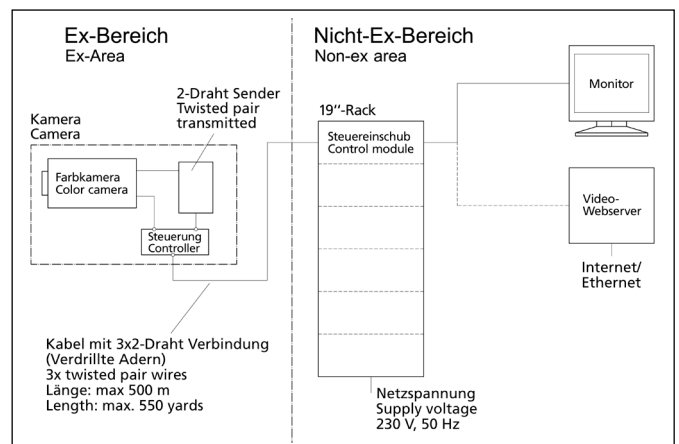 Ex-Bereich
Ex-Area
Nicht-Ex-Bereich
Non-ex area
2-Draht Sender
Twisted pair
transmitted
Kamera
Camera
Farbkamera
Color camera
Steuerung
Controller
19’’-Rack
Steuereinschub
Control module
Monitor
Video-
Webserver
Internet/
Ethernet
Kabel mit 3x2-Draht Verbindung
(Verdrillte Adern)
3x twisted pair wires
Länge: max 500 m
Length: max. 550 yards
Netzspannung
Supply voltage
230 V, 50 Hz